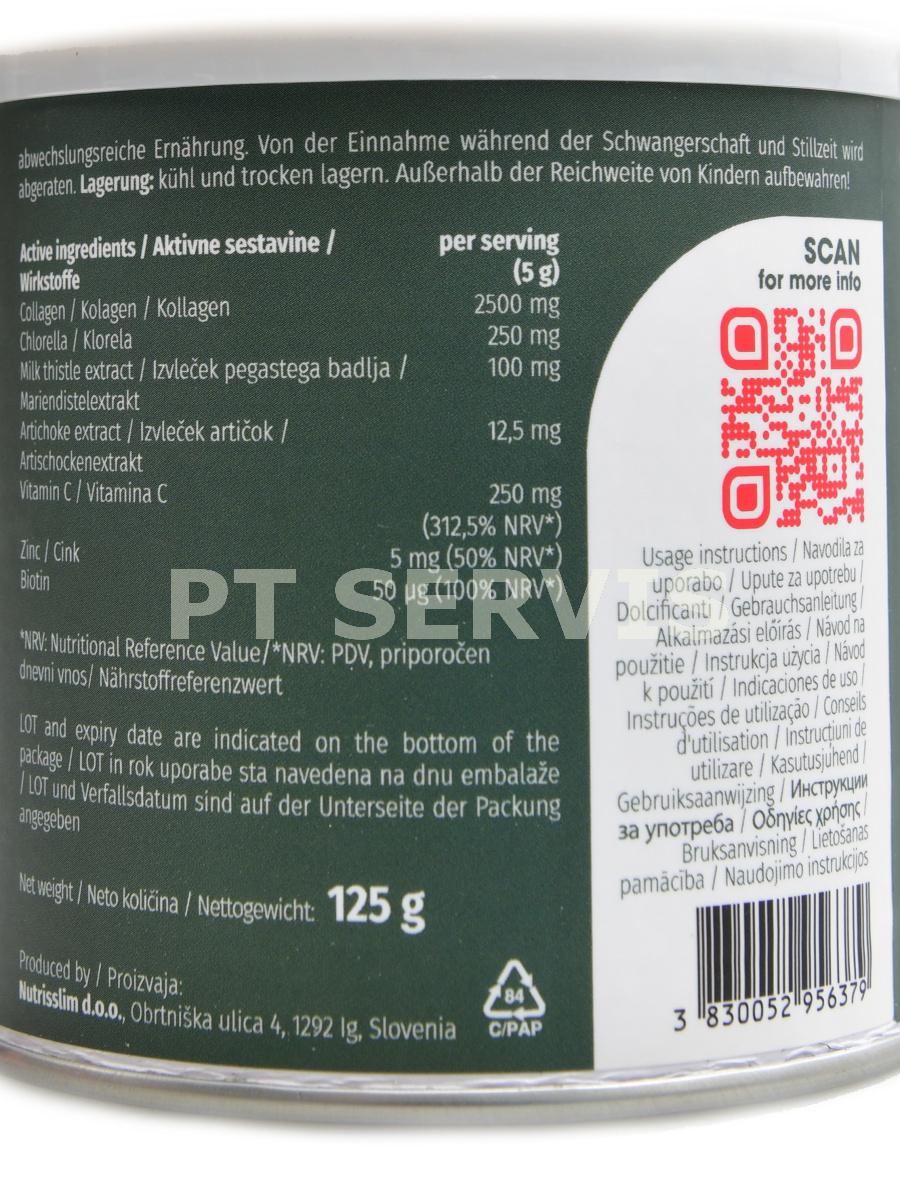 abwechslungsreiche Ernährung. Von der Einnahme während der Schwangerschaft und Stillzeit wird
abgeraten. Lagerung: kühl und trocken lagern. Außerhalb der Reichweite von Kindern aufbewahren!
Active ingredients / Aktivne sestavine / per serving
Wirkstoffe (5 g)
Collagen / Kolagen / Kollagen 2500 mg
Chlorella / Klorela 250 mg
Milk thistle extract / Izvleček pegastega badlja / 100 mg
Mariendistelextrakt
Artichoke extract / Izvleček artičok / 12,5 mg
Artischockenextrakt
Vitamin C / Vitamina C 250 mg
(312,5% NRV*)
Zinc / Cink 5 mg (50% NRV*)
Biotin 50 µg (100% NRV*)
PT SERVIS
*NRV: Nutritional Reference Value/*NRV: PDV, priporočen
dnevni vnos/ Nährstoffreferenzwert
LOT and expiry date are indicated on the bottom of the
package / LOT in rok uporabe sta navedena na dnu embalaže
/ LOT und Verfallsdatum sind auf der Unterseite der Packung
angegeben
Net weight / Neto količina / Nettogewicht: 125 g
Produced by / Proizvaja:
Nutrisslim d.o.o., Obrtniška ulica 4, 1292 Ig, Slovenia
84
C/PAP
SCAN
for more info
Usage instructions / Navodila za
uporabo / Upute za upotrebu /
Dolcificanti / Gebrauchsanleitung /
Alkalmazási előírás / Návod na
použitie / Instrukcja użycia / Návod
k použití / Indicaciones de uso /
Instruções de utilização / Conseils
d'utilisation / Instrucțiuni de
utilizare / Kasutusjuhend /
Gebruiksaanwijzing / Инструкции
за употреба / Οδηγίες χρήσης /
Bruksanvisning / Lietošanas
pamācība / Naudojimo instrukcijos
3 830052 956379